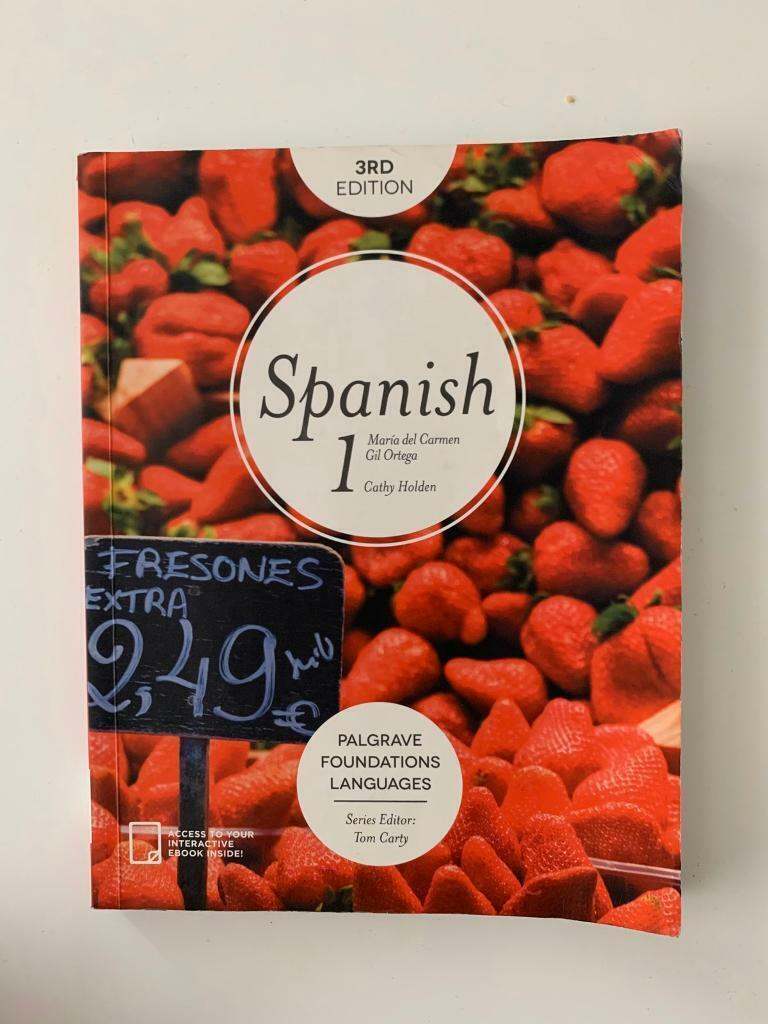 3RD
EDITION
Spanish
1
María del Carmen
Gil Ortega
Cathy Holden
FRESONES
EXTRA
2,49
€
PALGRAVE
FOUNDATIONS
LANGUAGES
Series Editor:
Tom Carty
ACCESS TO YOUR
INTERACTIVE
EBOOK INSIDE!